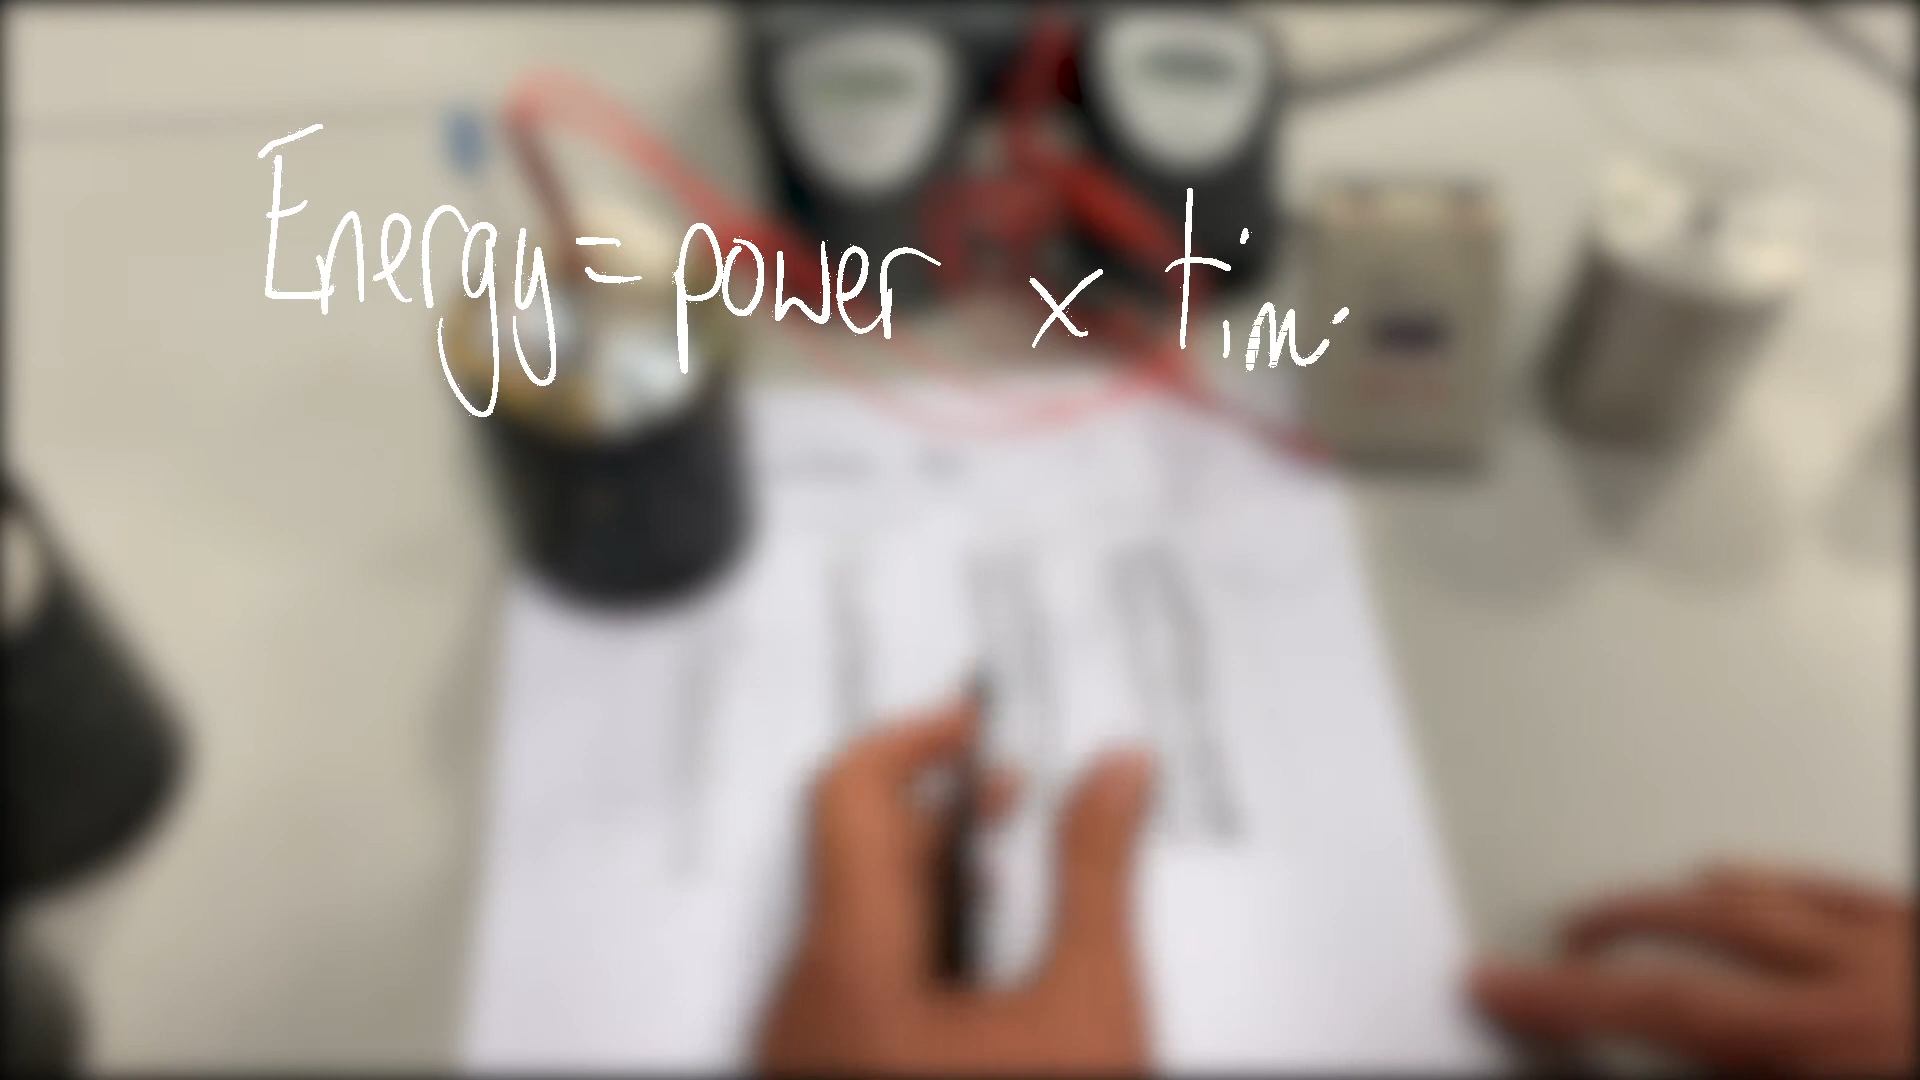 Energy = power x tim